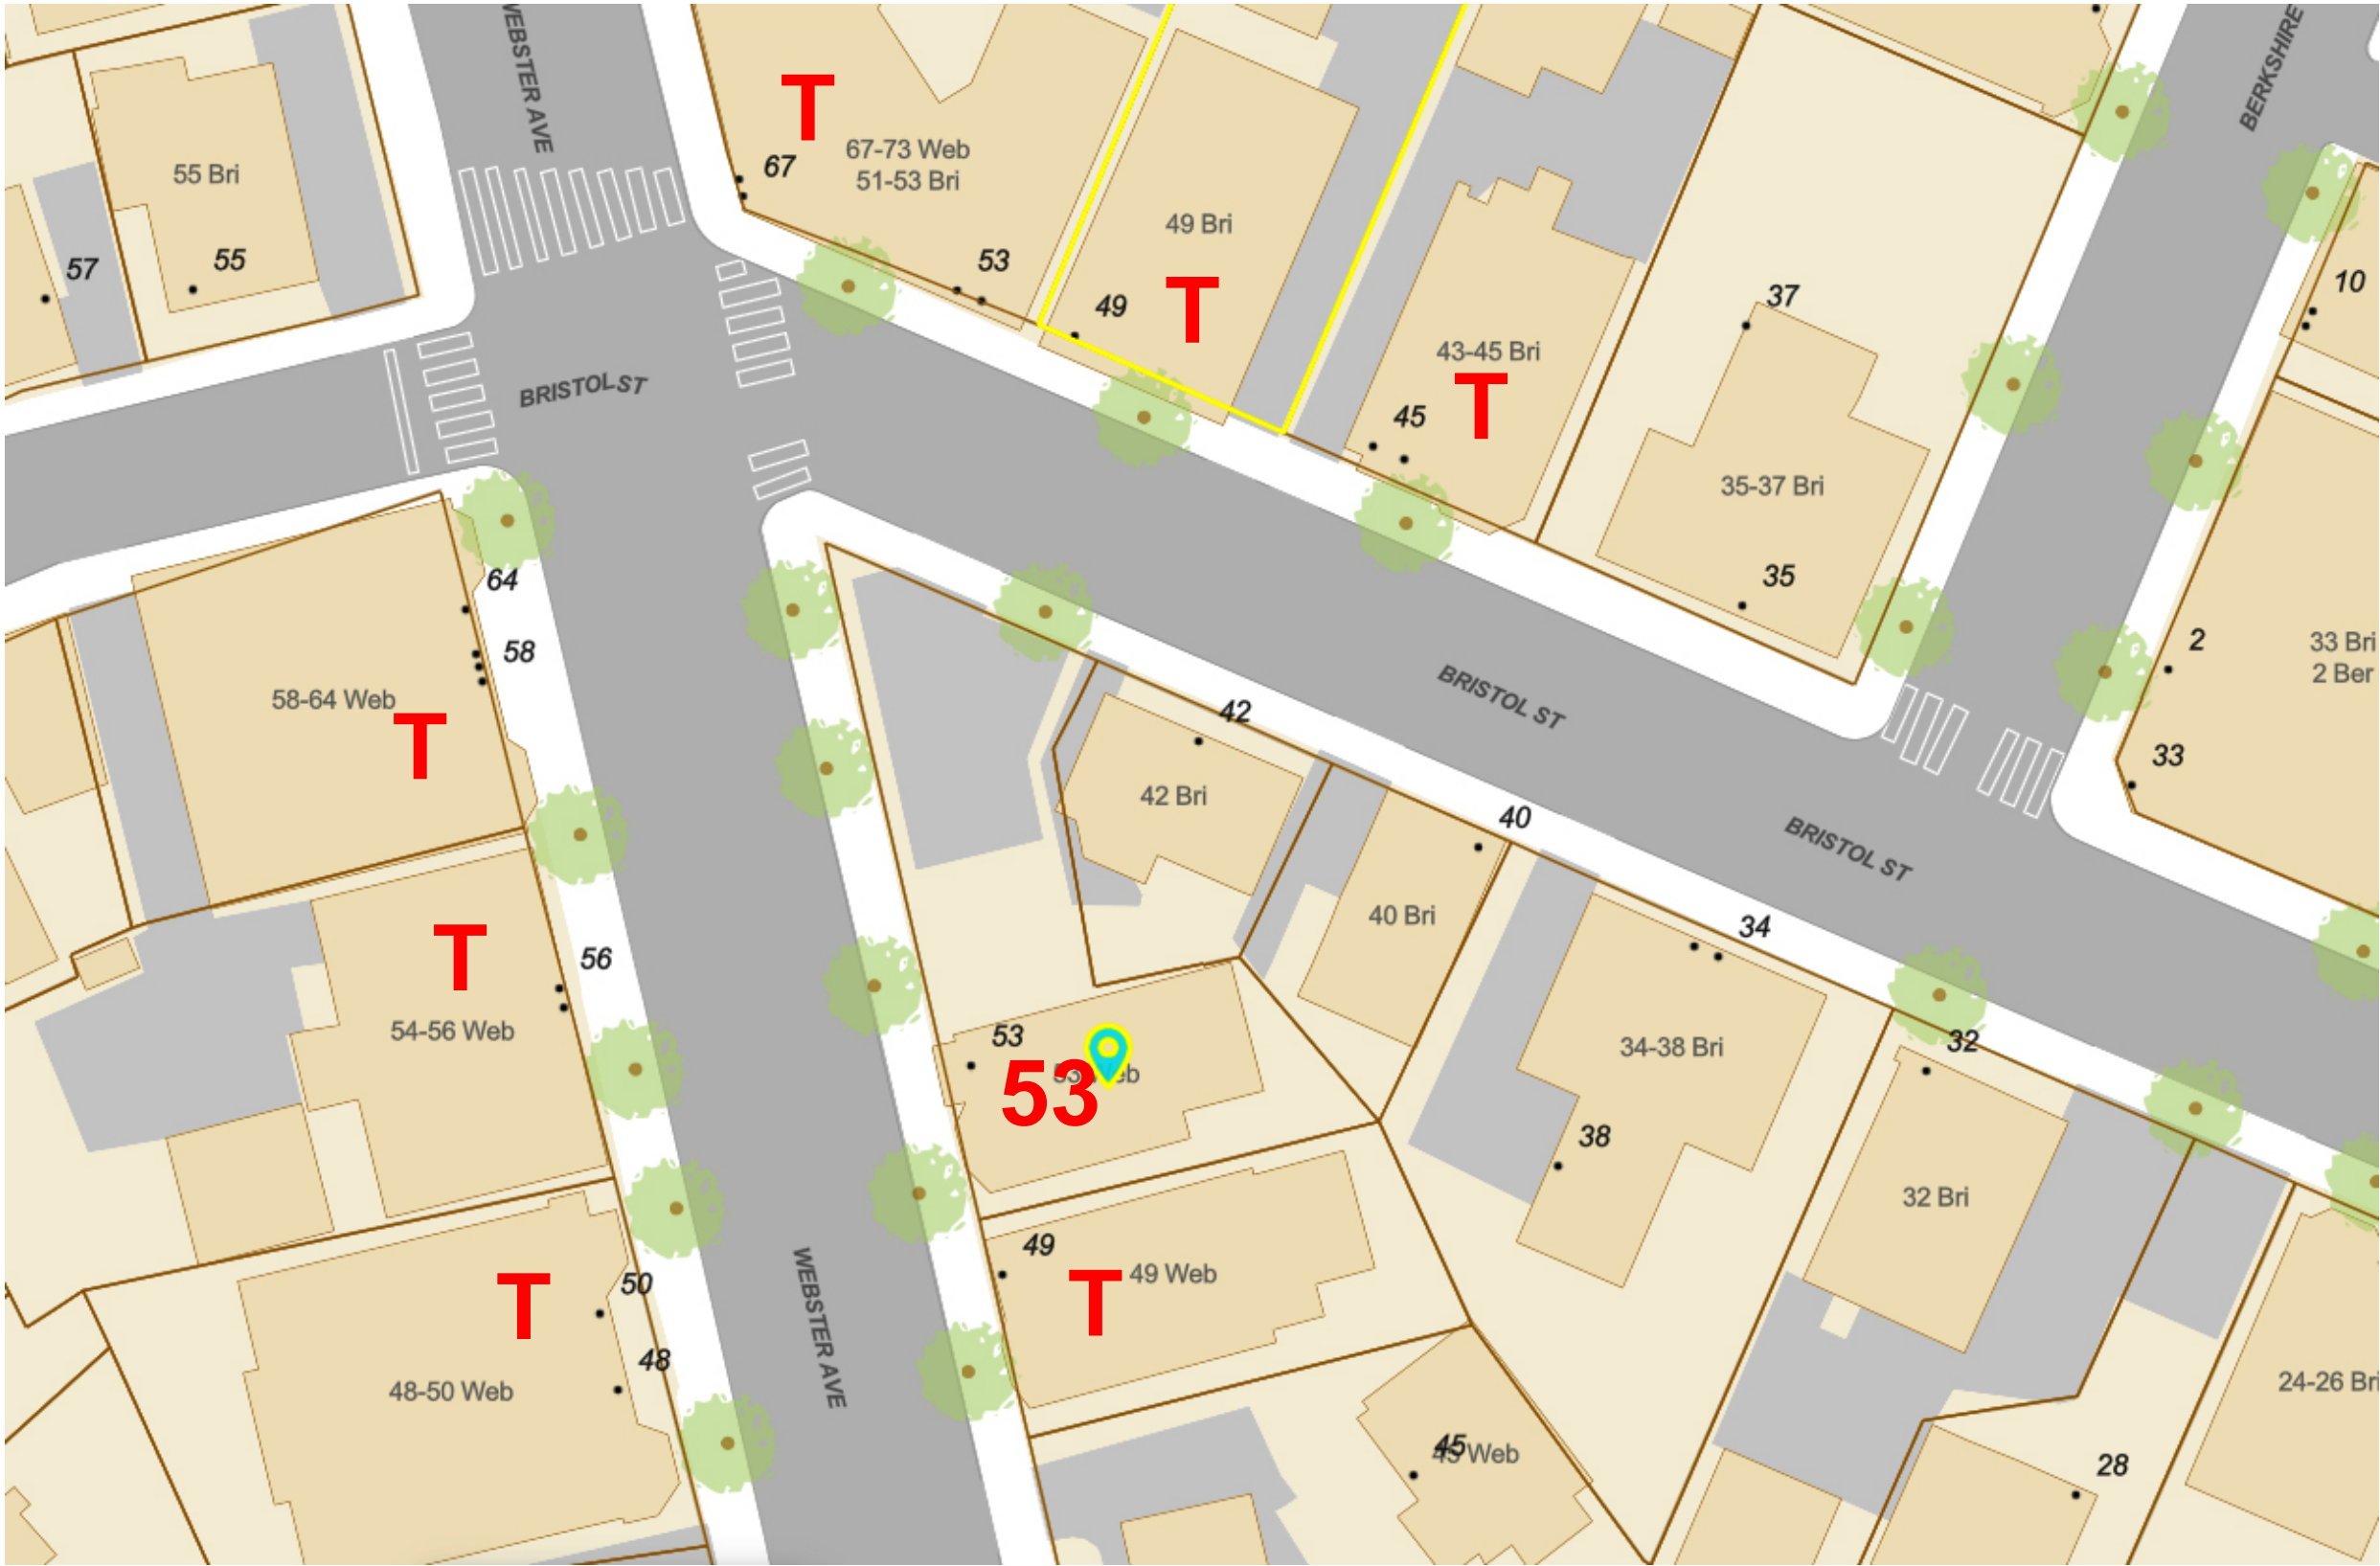 WEBSTER AVE
BERKSHIRE
T
67-73 Web
51-53 Bri
67
55 Bri
49 Bri
55
57
53
49
T
10
37
43-45 Bri
T
45
BRISTOL ST
35-37 Bri
35
64
58
2
33 Bri
2 Ber
58-64 Web
T
BRISTOL ST
42
33
42 Bri
40
BRISTOL ST
40 Bri
34
T
56
54-56 Web
53
53
34-38 Bri
32
38
32 Bri
49
49 Web
T
T
50
48
WEBSTER AVE
48-50 Web
24-26 Bri
45
45 Web
28